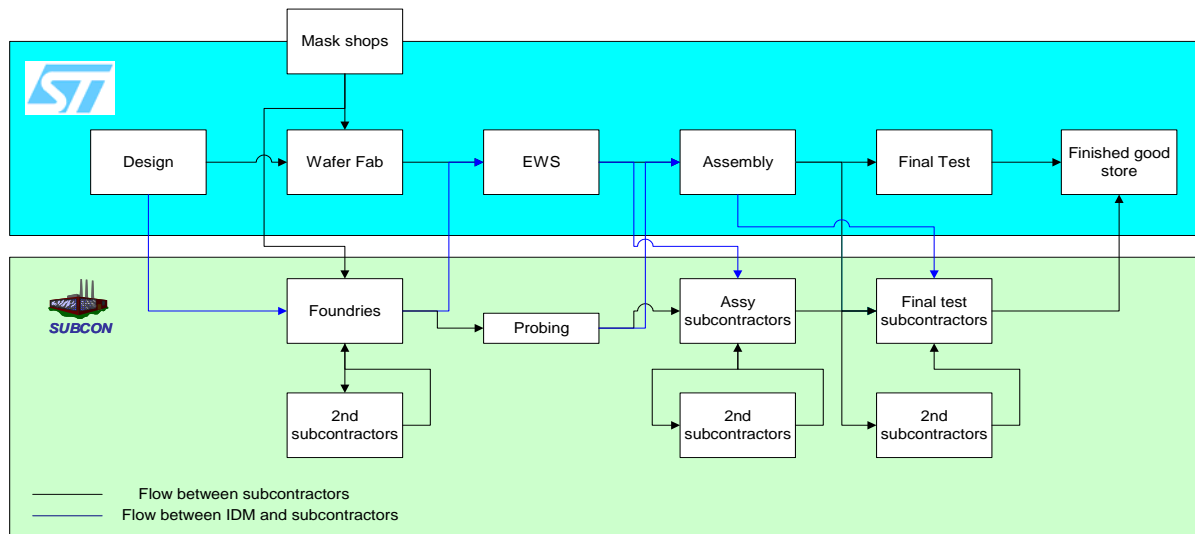 Mask shops
ST
Design
Wafer Fab
EWS
Assembly
Final Test
Finished good
store
SUBCON
Foundries
Probing
Assy
subcontractors
Final test
subcontractors
2nd
subcontractors
2nd
subcontractors
2nd
subcontractors
Flow between subcontractors
Flow between IDM and subcontractors